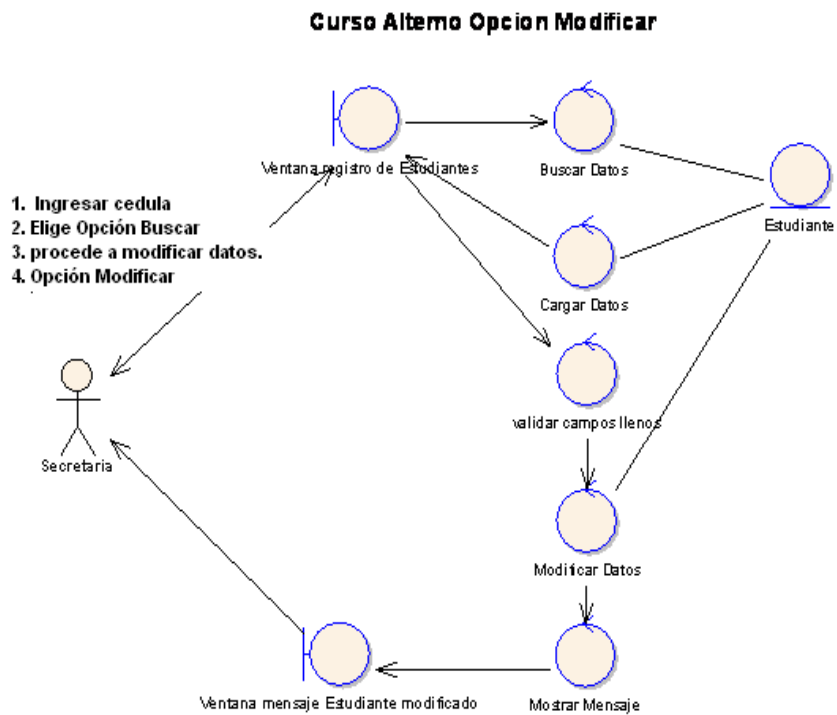 Curso Alterno Opcion Modificar
Ventana registro de Estudiantes
Buscar Datos
Estudiante
1. Ingresar cedula
2. Elige Opción Buscar
3. procede a modificar datos.
4. Opción Modificar
Cargar Datos
validar campos llenos
Secretaria
Modificar Datos
Ventana mensaje Estudiante modificado
Mostrar Mensaje